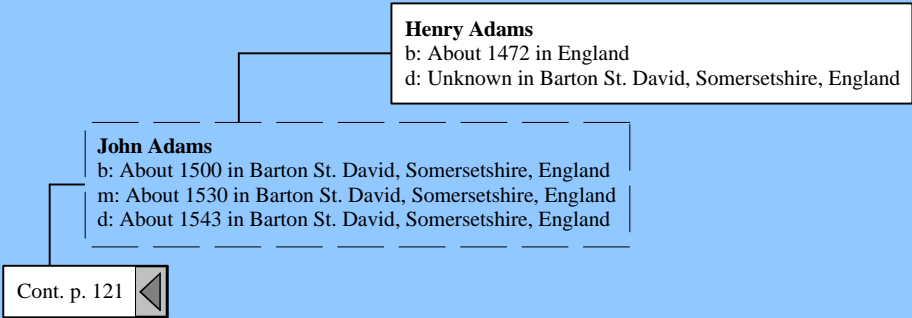 Henry Adams
b: About 1472 in England
d: Unknown in Barton St. David, Somersetshire, England
John Adams
b: About 1500 in Barton St. David, Somersetshire, England
m: About 1530 in Barton St. David, Somersetshire, England
d: About 1543 in Barton St. David, Somersetshire, England
Cont. p. 121